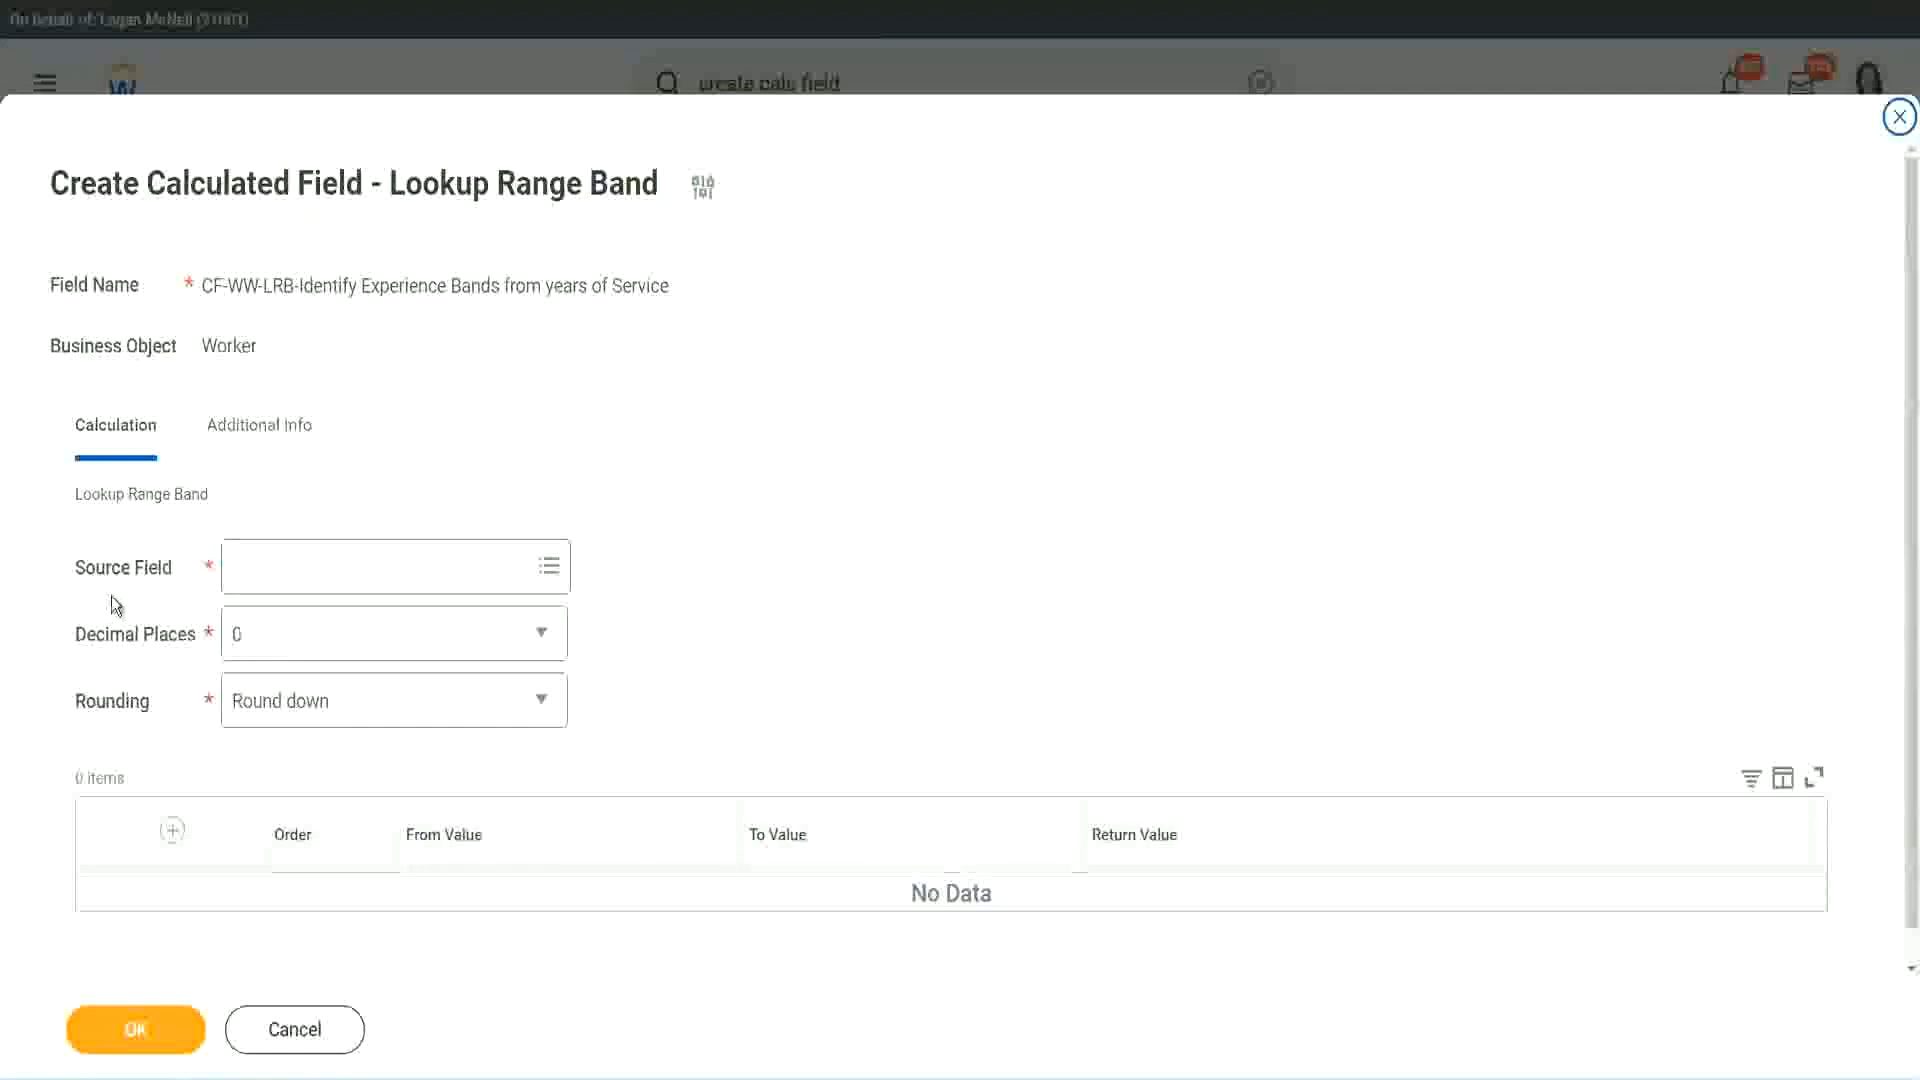 On Behalf of: Logan McNeil
create calc field
Create Calculated Field - Lookup Range Band
Field Name * CF-WW-LRB-Identify Experience Bands from years of Service
Business Object Worker
Calculation Additional Info
Lookup Range Band
Source Field *
Decimal Places * 0
Rounding * Round down
0 items
Order From Value To Value Return Value
No Data
OK Cancel